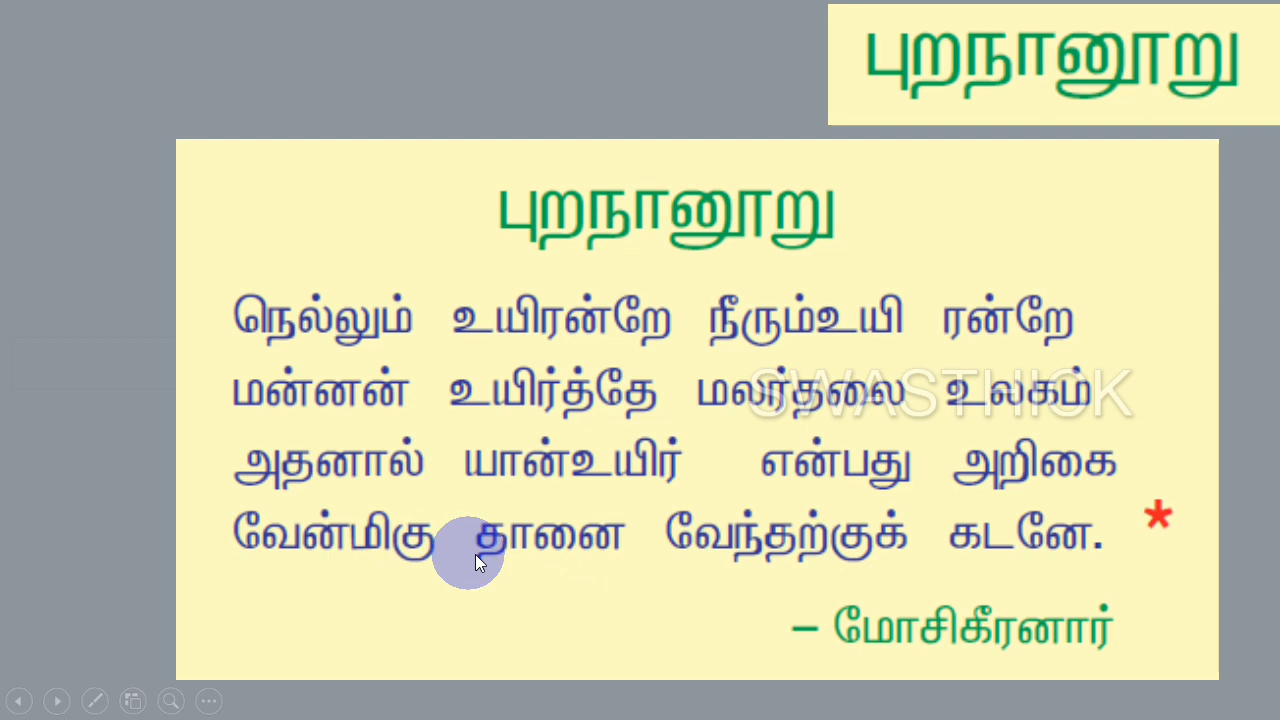 புறநானூறு
புறநானூறு
நெல்லும் உயிரன்றே நீரும்உயி ரன்றே
மன்னன் உயிர்த்தே மலர்தலை உலகம்
SWASTHICK
அதனால் யான்உயிர் என்பது அறிகை
வேன்மிகு தானை வேந்தற்குக் கடனே. *
– மோசிகீரனார்